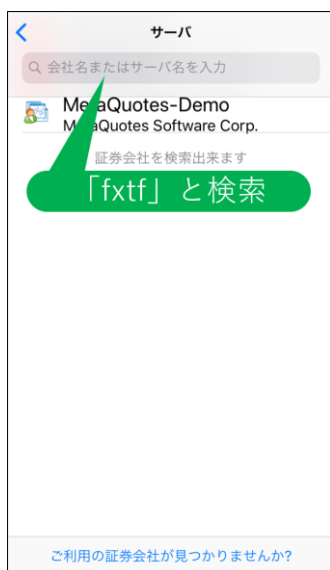 サーバ
会社名またはサーバ名を入力
MetaQuotes-Demo
MetaQuotes Software Corp.
証券会社を検索出来ます
「fxtf」と検索
ご利用の証券会社が見つかりませんか?